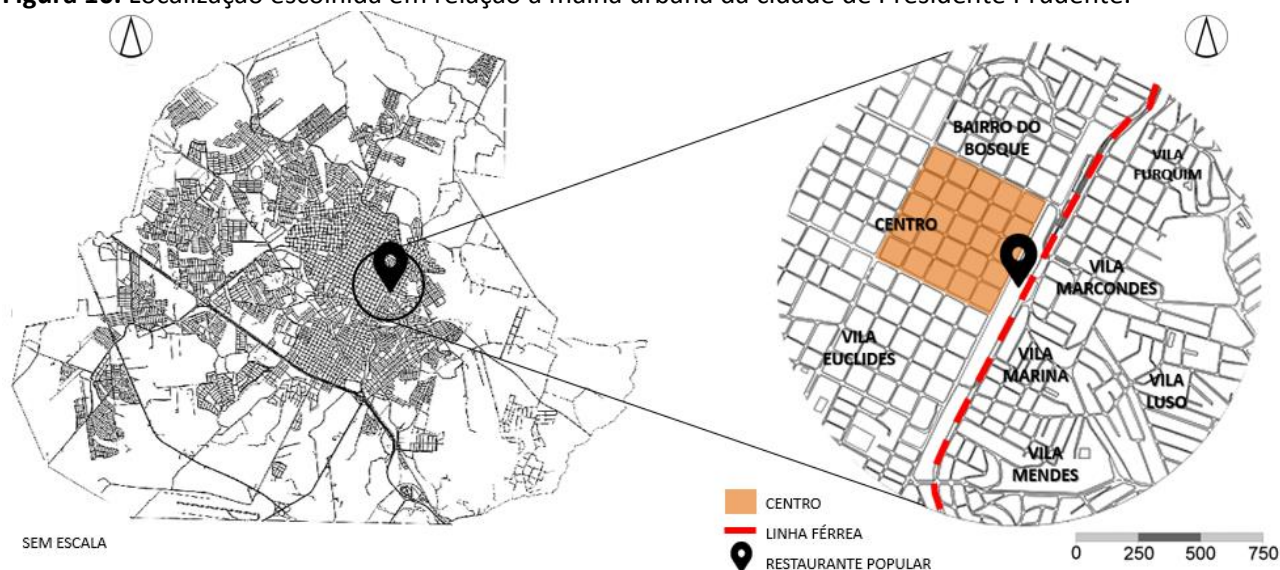 Figura 10. Localização escolhida em relação à malha urbana da cidade de Presidente Prudente.
BAIRRO DO
BOSQUE
VILA
FURQUIM
CENTRO
VILA
MARCONDES
VILA
EUCLIDES
VILA
MARINA
VILA
LUSO
VILA
MENDES
SEM ESCALA
CENTRO
LINHA FÉRREA
RESTAURANTE POPULAR
0 250 500 750